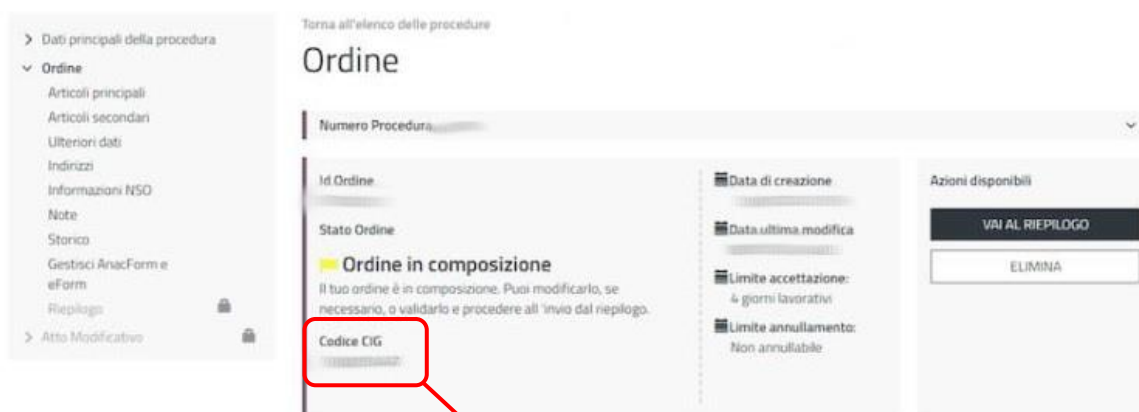 Dati principali della procedura
Ordine
Articoli principali
Articoli secondari
Ulteriori dati
Indirizzi
Informazioni NSO
Note
Storico
Gestisci AnacForm e
eForm
Riepilogo
Atto Modificativo
Torna all'elenco delle procedure
Ordine
Numero Procedura
Id Ordine
Stato Ordine
Ordine in composizione
Il tuo ordine è in composizione. Puoi modificarlo, se
necessario, o validarlo e procedere all 'invio dal riepilogo.
Codice CIG
Data di creazione
Data ultima modifica
Limite accettazione:
4 giorni lavorativi
Limite annullamento:
Non annullabile
Azioni disponibili
VAI AL RIEPILOGO
ELIMINA